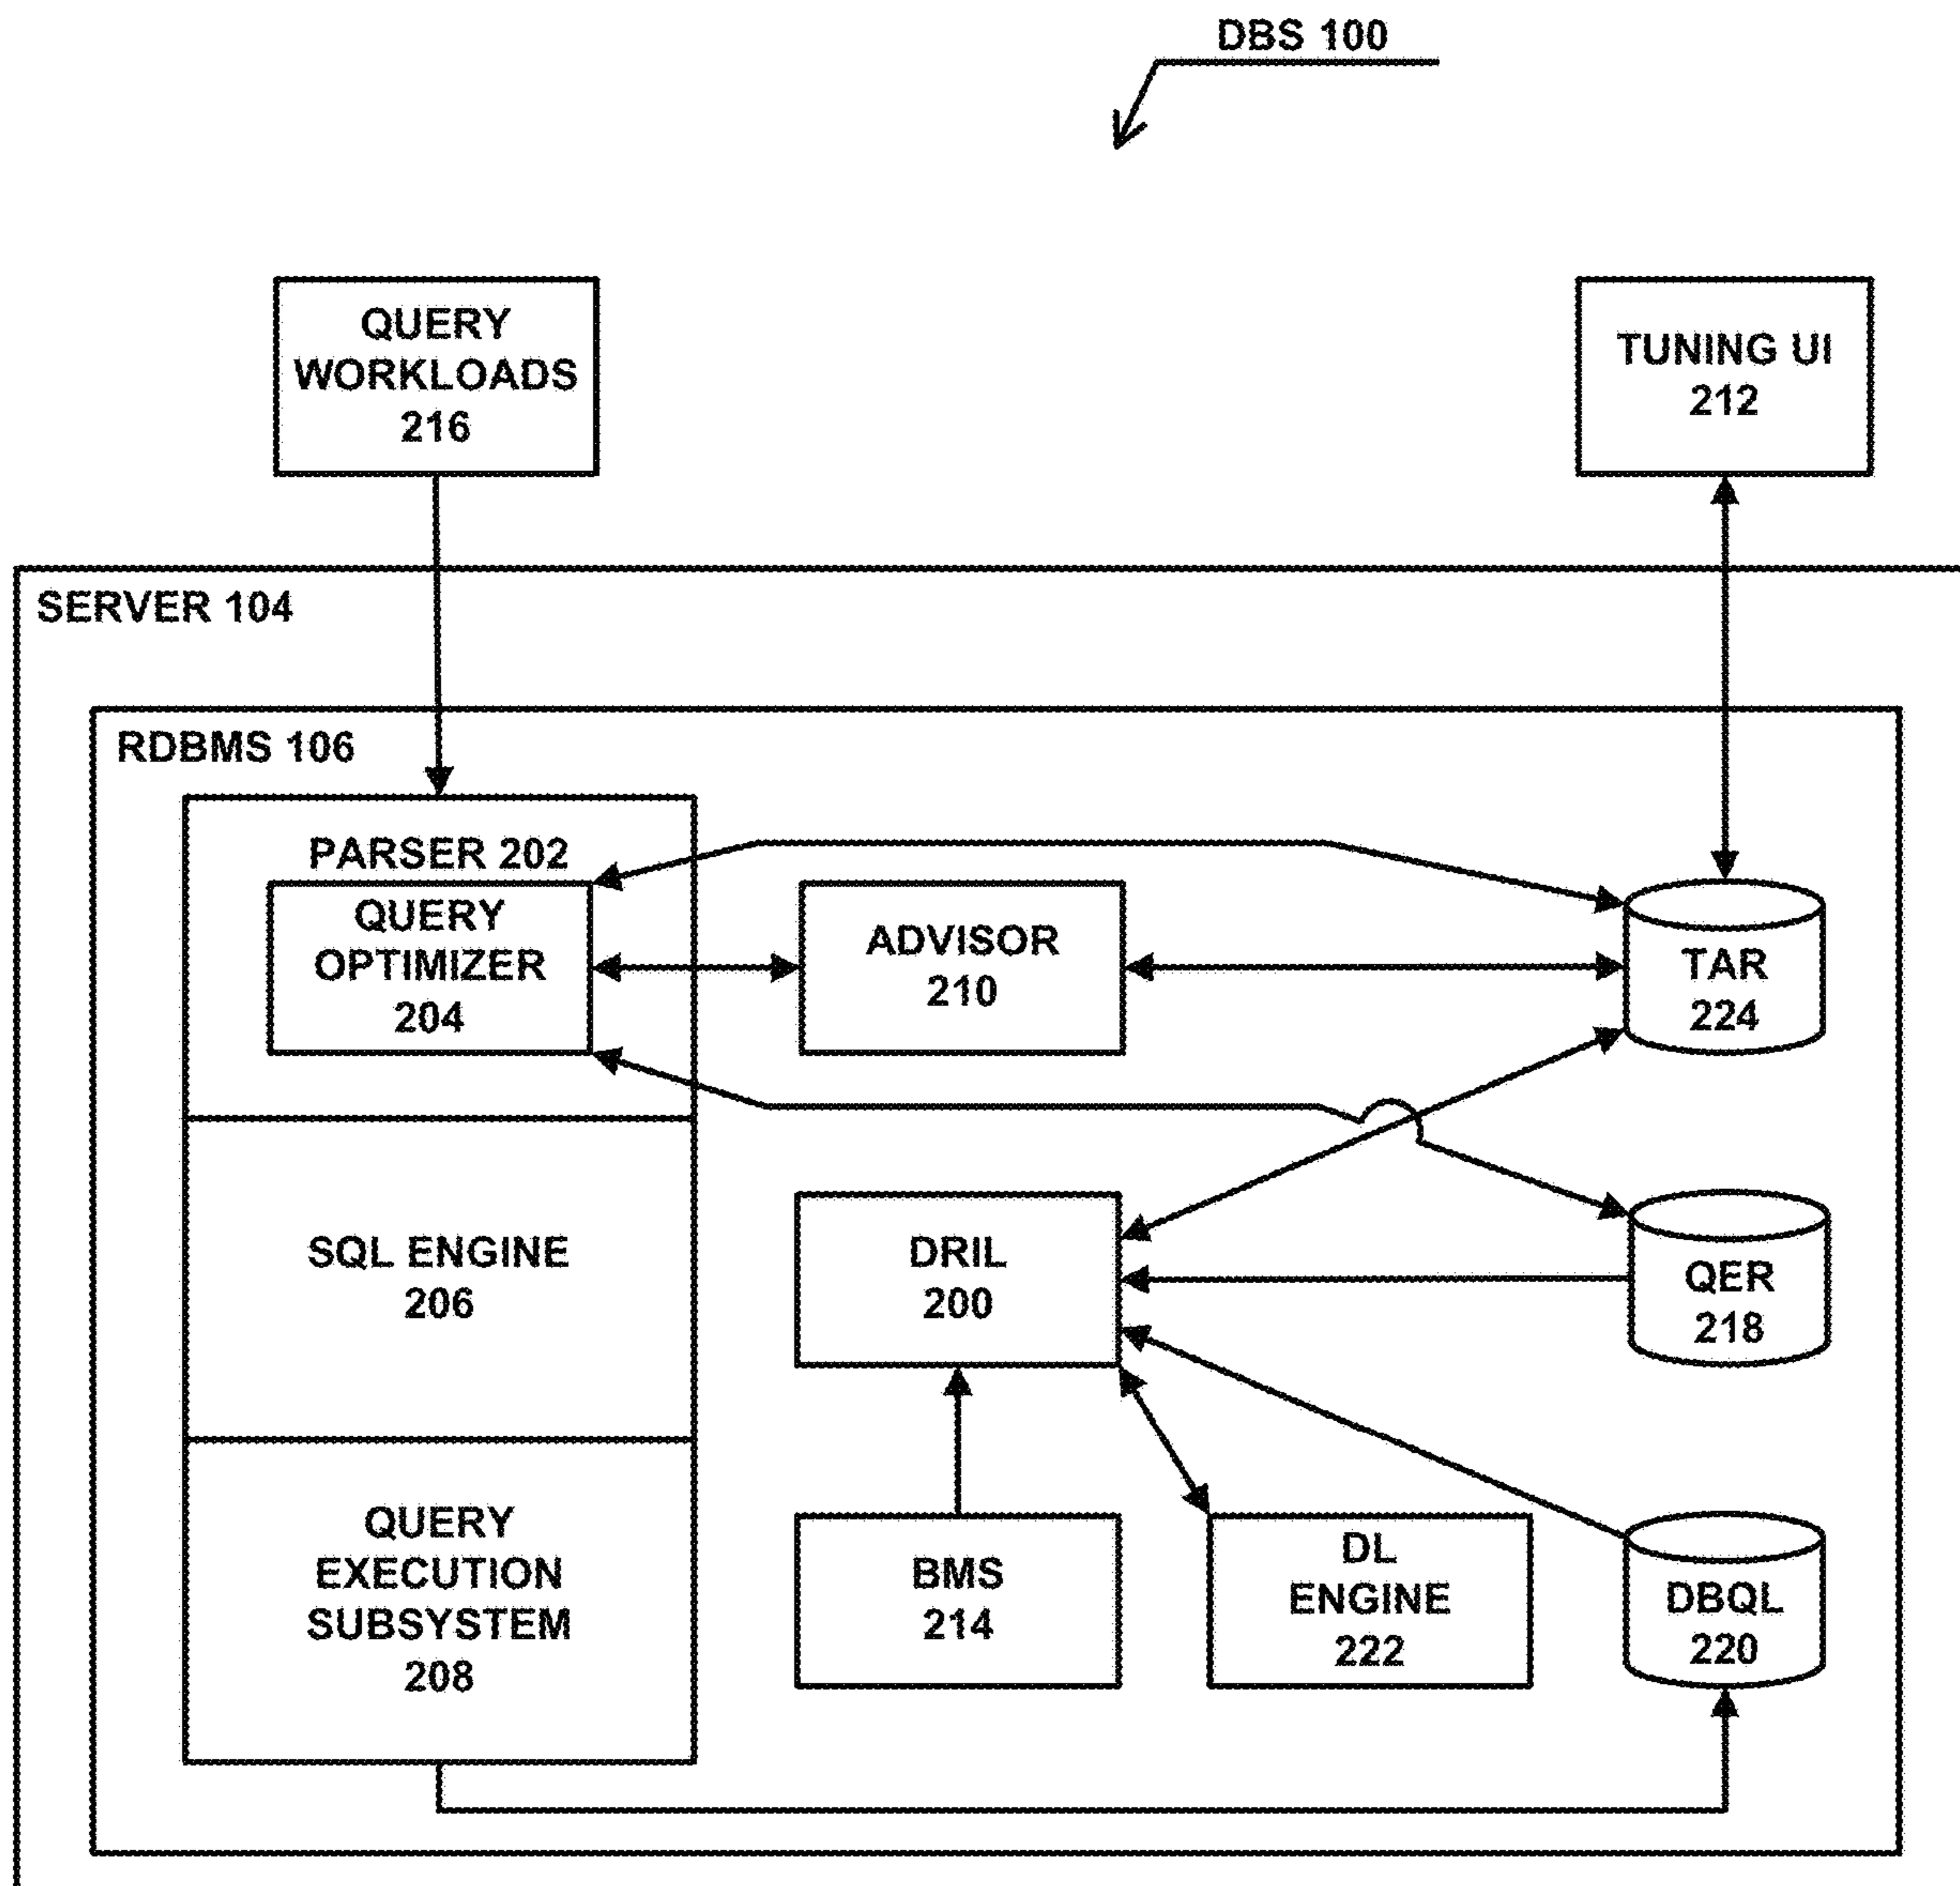 DBS 100
QUERY
WORKLOADS
216
TUNING UI
212
SERVER 104
RDBMS 106
PARSER 202
QUERY
OPTIMIZER
204
ADVISOR
210
TAR
224
SQL ENGINE
206
DRIL
200
QER
218
QUERY
EXECUTION
SUBSYSTEM
208
BMS
214
DL
ENGINE
222
DBQL
220